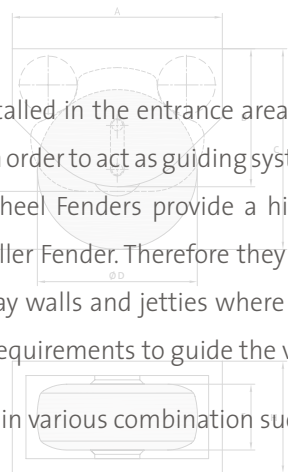 A
talled in the entrance area
n order to act as guiding syst
heel Fenders provide a hi
ller Fender. Therefore they
ØD
ay walls and jetties where
equirements to guide the v
in various combination suc